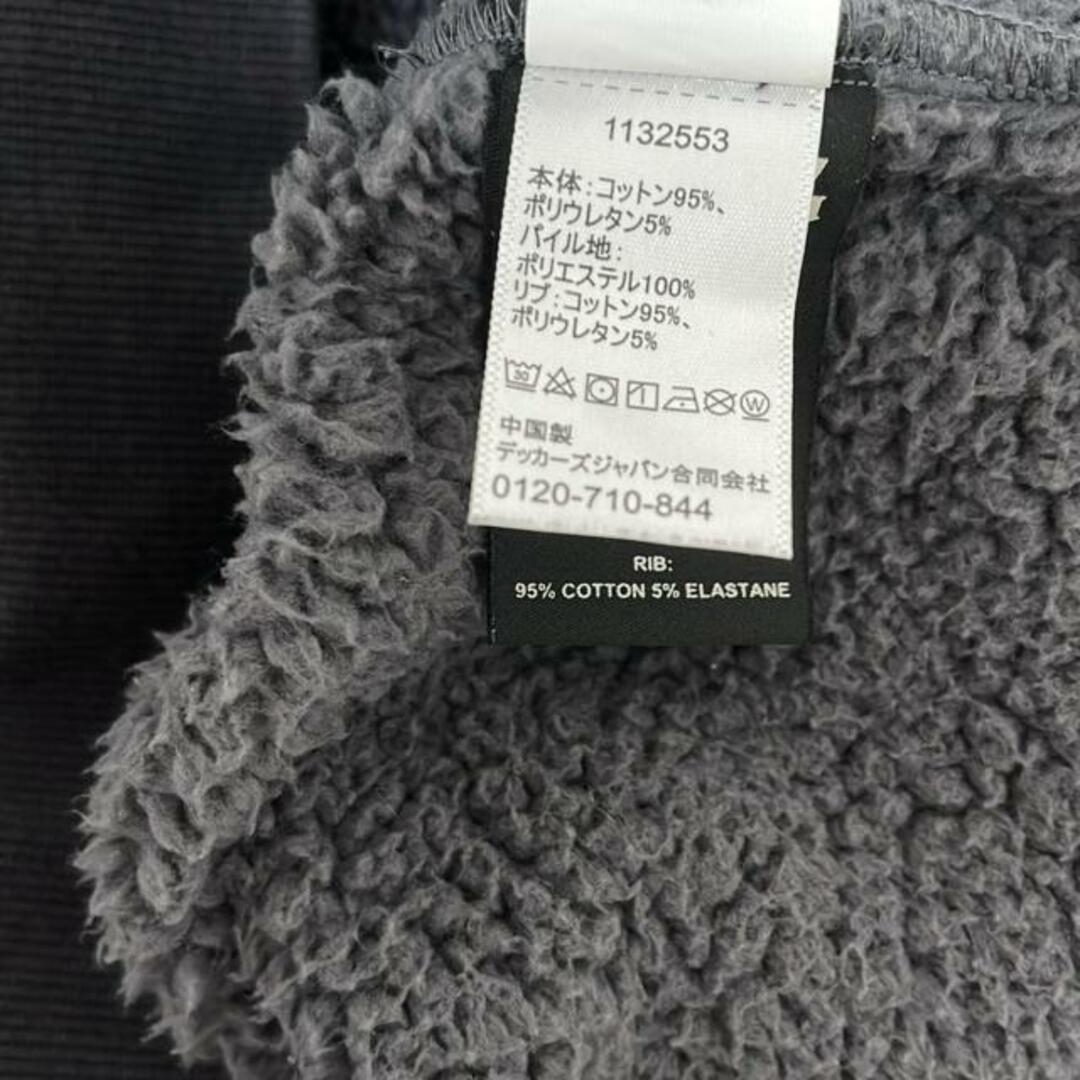 1132553
本体：コットン95%、
ポリウレタン5%
パイル地：
ポリエステル100%
リブ：コットン95%、
ポリウレタン5%
30 1 W
中国製
デッカーズジャパン合同会社
0120-710-844
RIB:
95% COTTON 5% ELASTANE